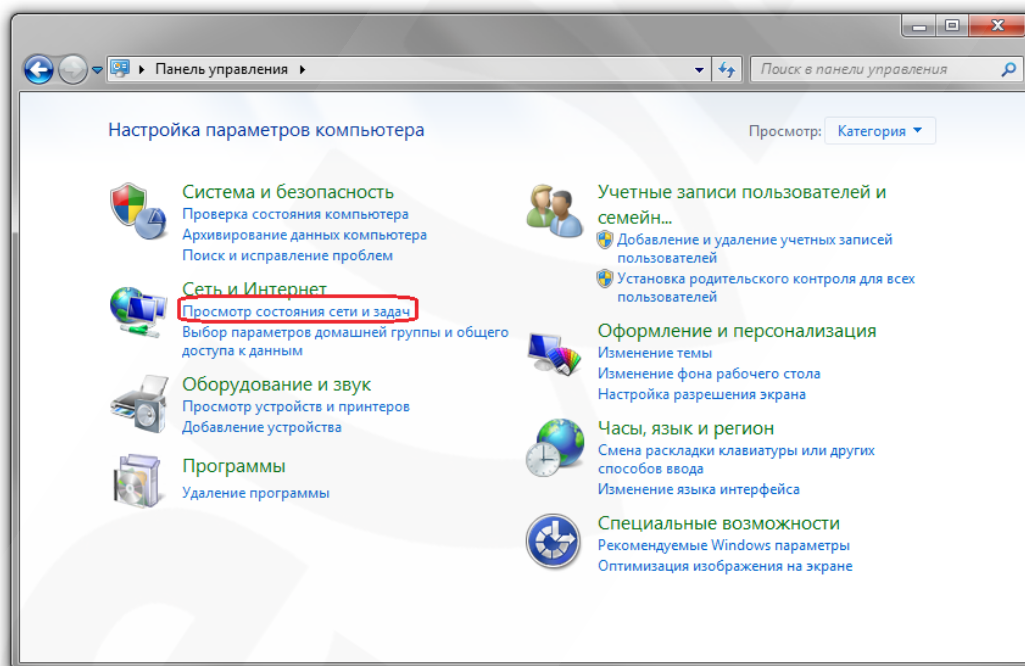 Панель управления
Поиск в панели управления
Настройка параметров компьютера
Просмотр: Категория
Система и безопасность
Проверка состояния компьютера
Архивирование данных компьютера
Поиск и исправление проблем
Сеть и Интернет
Просмотр состояния сети и задач
Выбор параметров домашней группы и общего
доступа к данным
Оборудование и звук
Просмотр устройств и принтеров
Добавление устройства
Программы
Удаление программы
Учетные записи пользователей и
семейн...
Добавление и удаление учетных записей
пользователей
Установка родительского контроля для всех
пользователей
Оформление и персонализация
Изменение темы
Изменение фона рабочего стола
Настройка разрешения экрана
Часы, язык и регион
Смена раскладки клавиатуры или других
способов ввода
Изменение языка интерфейса
Специальные возможности
Рекомендуемые Windows параметры
Оптимизация изображения на экране